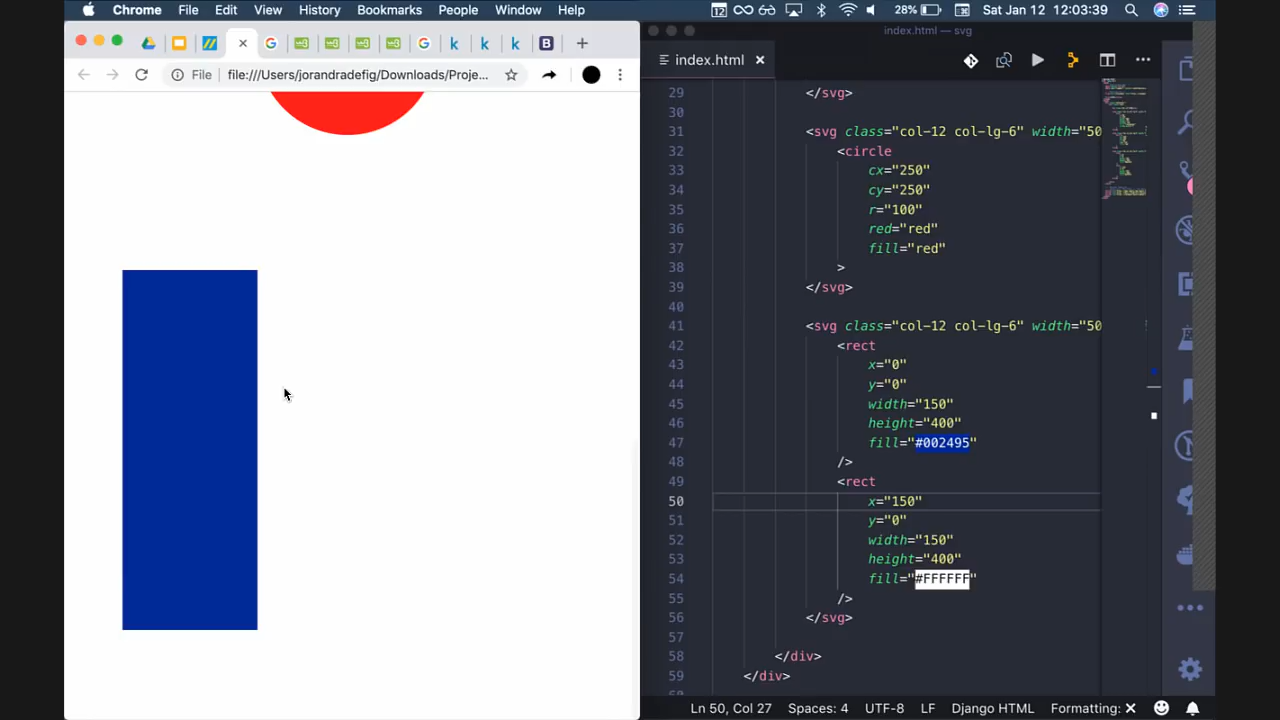 Chrome File Edit View History Bookmarks People Window Help
12 28% Sat Jan 12 12:03:39
index.html — svg
File file:///Users/jorandradefig/Downloads/Proje...
index.html
29 </svg>
30
31 <svg class="col-12 col-lg-6" width="50
32 <circle
33 cx="250"
34 cy="250"
35 r="100"
36 red="red"
37 fill="red"
38 >
39 </svg>
40
41 <svg class="col-12 col-lg-6" width="50
42 <rect
43 x="0"
44 y="0"
45 width="150"
46 height="400"
47 fill="#002495"
48 />
49 <rect
50 x="150"
51 y="0"
52 width="150"
53 height="400"
54 fill="#FFFFFF"
55 />
56 </svg>
57
58 </div>
59 </div>
Ln 50, Col 27 Spaces: 4 UTF-8 LF Django HTML Formatting: ✕